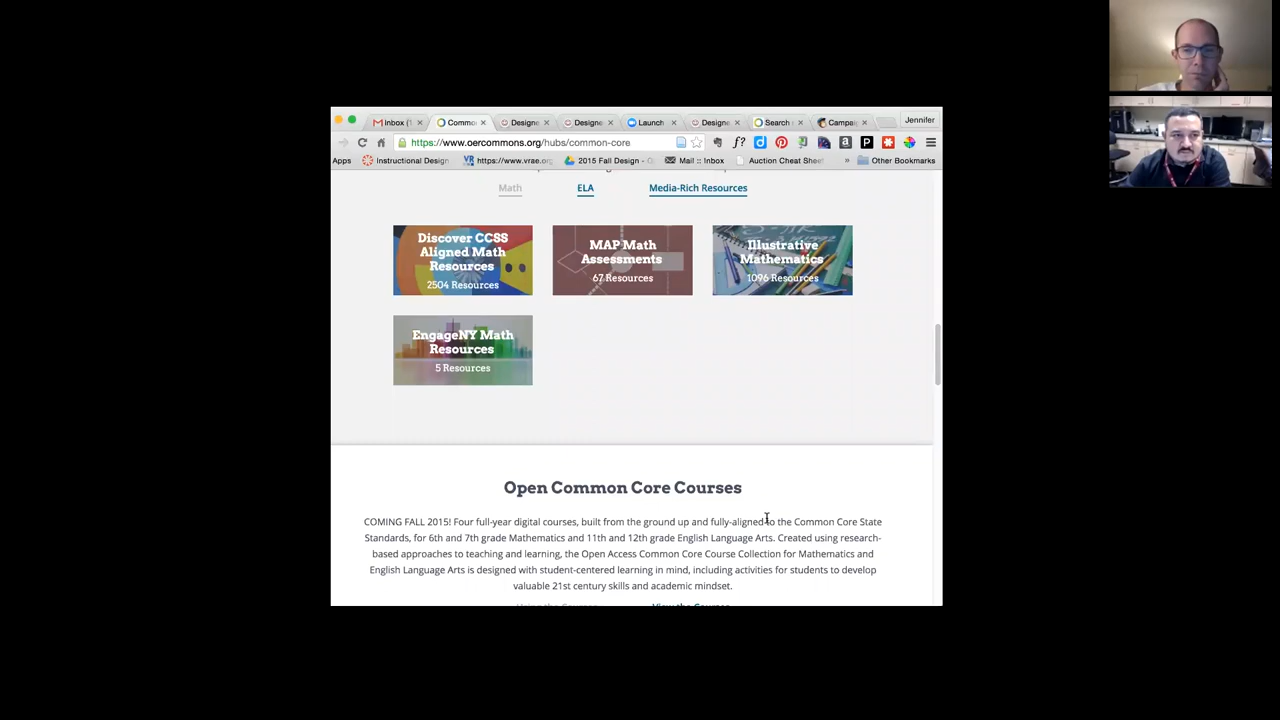 Inbox (
Commo
Designe
Designe
Launch
Designe
Search
Campai
Jennifer
https://www.oercommons.org/hubs/common-core
Apps
Instructional Design
https://www.vrae.org
2015 Fall Design -
Mail :: Inbox
Auction Cheat Sheet
»
Other Bookmarks
Math
ELA
Media-Rich Resources
Discover CCSS
Aligned Math
Resources
2504 Resources
MAP Math
Assessments
67 Resources
Illustrative
Mathematics
1096 Resources
EngageNY Math
Resources
5 Resources
Open Common Core Courses
COMING FALL 2015! Four full-year digital courses, built from the ground up and fully-aligned to the Common Core State
Standards, for 6th and 7th grade Mathematics and 11th and 12th grade English Language Arts. Created using research-
based approaches to teaching and learning, the Open Access Common Core Course Collection for Mathematics and
English Language Arts is designed with student-centered learning in mind, including activities for students to develop
valuable 21st century skills and academic mindset.
Using the Courses
View the Courses